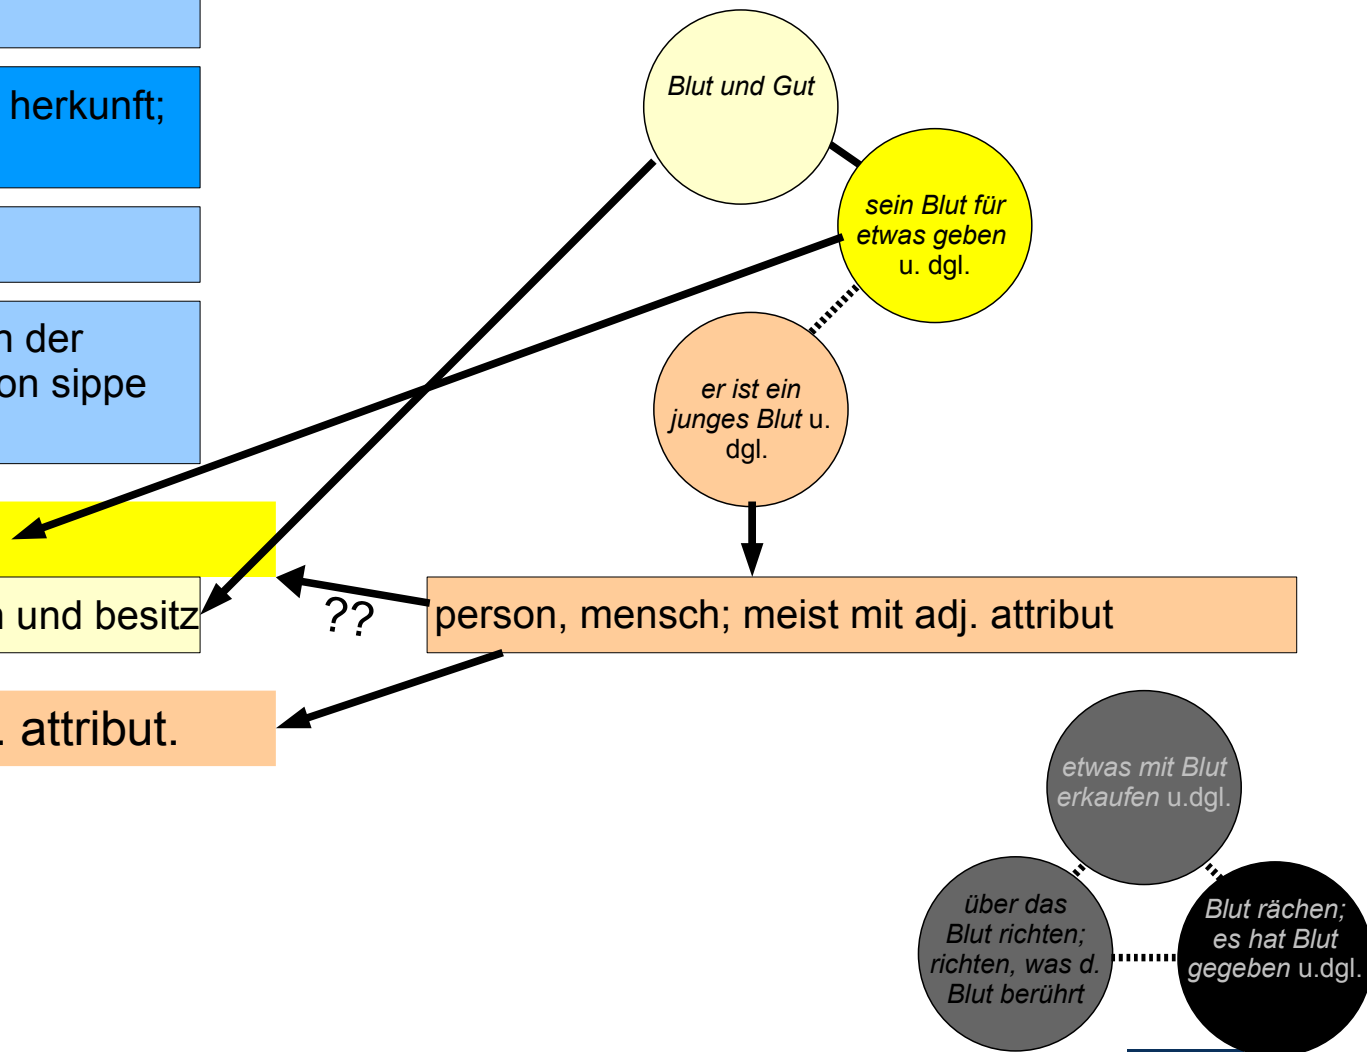 herkunft;
n der
on sippe
n und besitz
. attribut.
Blut und Gut
sein Blut für
etwas geben
u. dgl.
er ist ein
junges Blut u.
dgl.
??
person, mensch; meist mit adj. attribut
etwas mit Blut
erkaufen u.dgl.
über das
Blut richten;
richten, was d.
Blut berührt
Blut rächen;
es hat Blut
gegeben u.dgl.